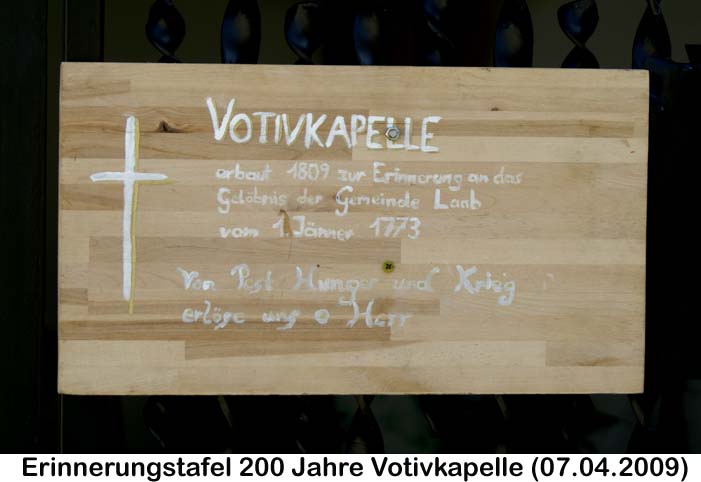 VOTIVKAPELLE
erbaut 1809 zur Erinnerung an das
Gelöbnis der Gemeinde Laab
vom 1. Jänner 1773
Von Pest Hunger und Krieg
erlöse uns o Herr
Erinnerungstafel 200 Jahre Votivkapelle (07.04.2009)